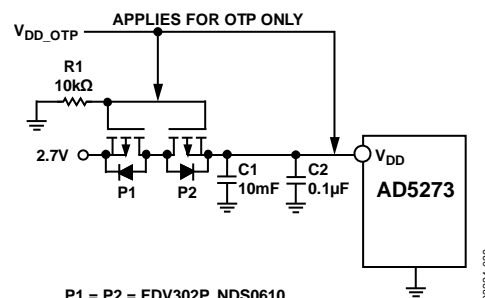 APPLIES FOR OTP ONLY
VDD_OTP
R1
10kΩ
2.7V
P1
P2
C1
10mF
C2
0.1µF
VDD
AD5273
P1 = P2 = FDV302P, NDS0610